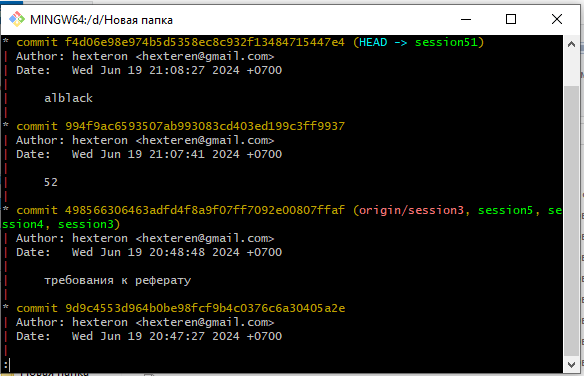 MINGW64:/d/Новая папка
* commit f4d06e98e974b5d5358ec8c932f13484715447e4 (HEAD -> session51)
| Author: hexteron <hexteren@gmail.com>
| Date:   Wed Jun 19 21:08:27 2024 +0700
|
|     alblack
|
* commit 994f9ac6593507ab993083cd403ed199c3ff9937
| Author: hexteron <hexteren@gmail.com>
| Date:   Wed Jun 19 21:07:41 2024 +0700
|
|     52
|
* commit 498566306463adfd4f8a9f07ff7092e00807ffaf (origin/session3, session5, se
ssion4, session3)
| Author: hexteron <hexteren@gmail.com>
| Date:   Wed Jun 19 20:48:48 2024 +0700
|
|     требования к реферату
|
* commit 9d9c4553d964b0be98fcf9b4c0376c6a30405a2e
| Author: hexteron <hexteren@gmail.com>
| Date:   Wed Jun 19 20:47:27 2024 +0700
|
:
Новая папка